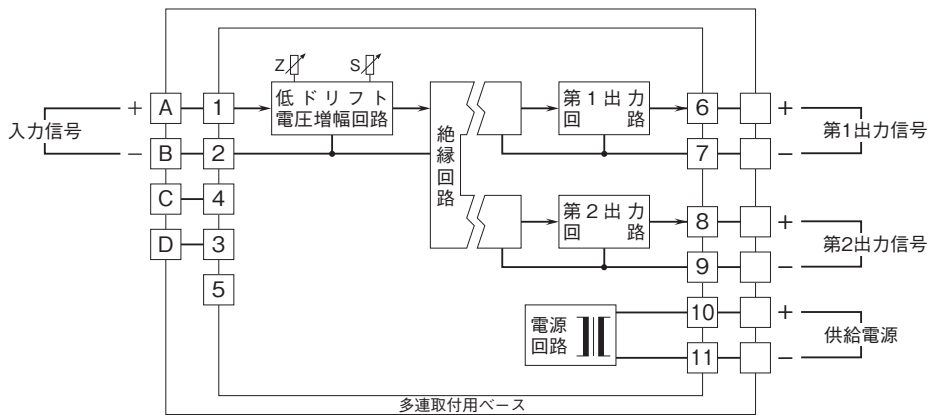 Z
S
低ドリフト
電圧増幅回路
絶縁回路
第1出力
回 路
第2出力
回 路
電源
回路
入力信号
+ A 1
− B 2
C 4
D 3
5
6 +
7 −
第1出力信号
8 +
9 −
第2出力信号
10 +
11 −
供給電源
多連取付用ベース